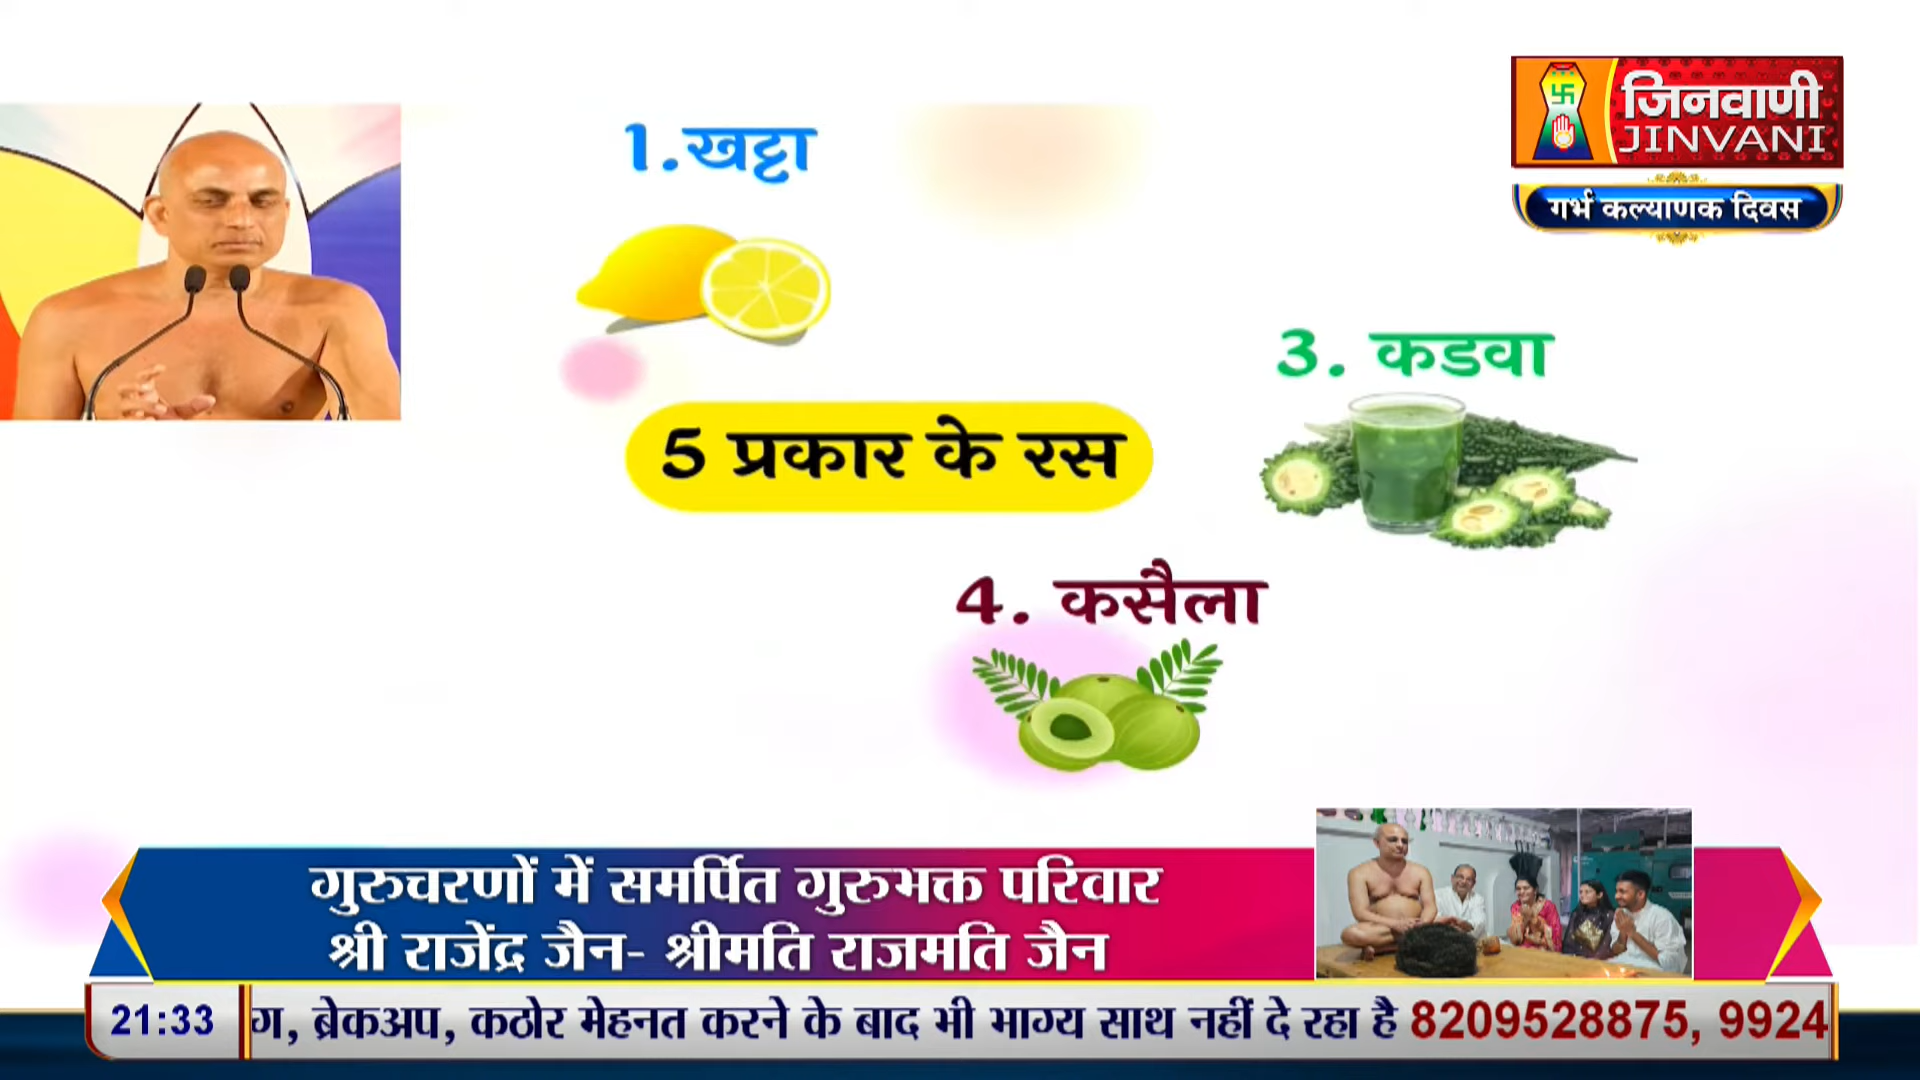 1.खट्टा
जिनवाणी
JINVANI
गर्भ कल्याणक दिवस
3. कडवा
5 प्रकार के रस
4. कसैला
गुरुचरणों में समर्पित गुरुभक्त परिवार
श्री राजेंद्र जैन- श्रीमति राजमति जैन
21:33
ग, ब्रेकअप, कठोर मेहनत करने के बाद भी भाग्य साथ नहीं दे रहा है 8209528875, 9924